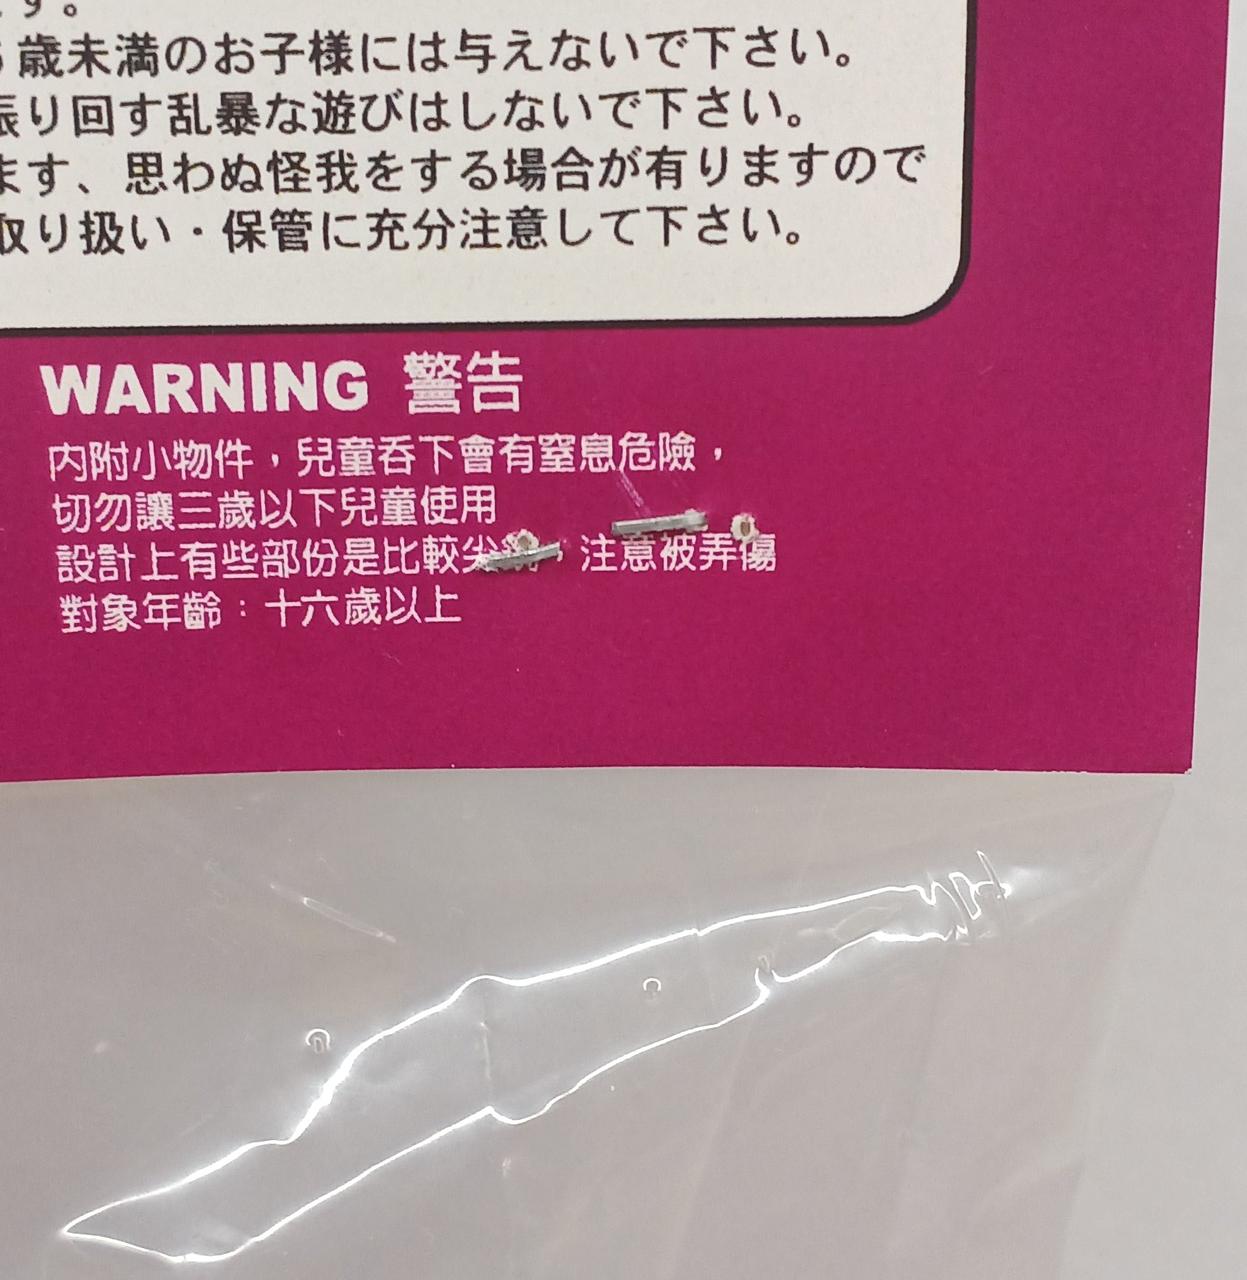 す。
歳未満のお子様には与えないで下さい。
振り回す乱暴な遊びはしないで下さい。
ます、思わぬ怪我をする場合が有りますので
取り扱い・保管に充分注意して下さい。
WARNING 警告
内附小物件，兒童吞下會有窒息危險，
切勿讓三歲以下兒童使用
設計上有些部份是比較尖 注意被弄傷
對象年齡：十六歲以上